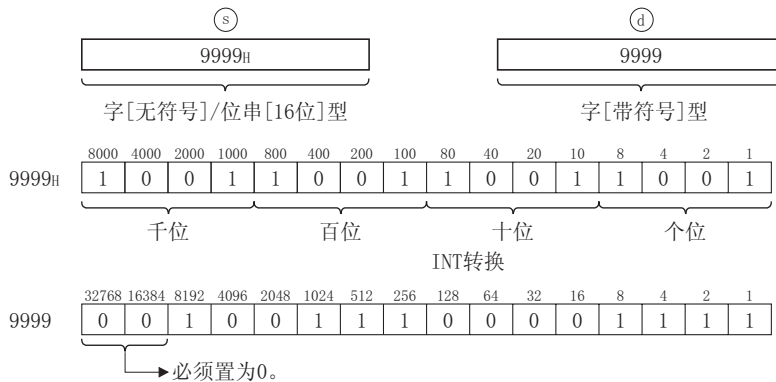 s d
9999H 9999
字[无符号]/位串[16位]型 字[带符号]型
8000 4000 2000 1000 800 400 200 100 80 40 20 10 8 4 2 1
9999H 1 0 0 1 1 0 0 1 1 0 0 1 1 0 0 1
千位 百位 十位 个位
INT转换
32768 16384 8192 4096 2048 1024 512 256 128 64 32 16 8 4 2 1
9999 0 0 1 0 0 1 1 1 0 0 0 0 1 1 1 1
必须置为0。